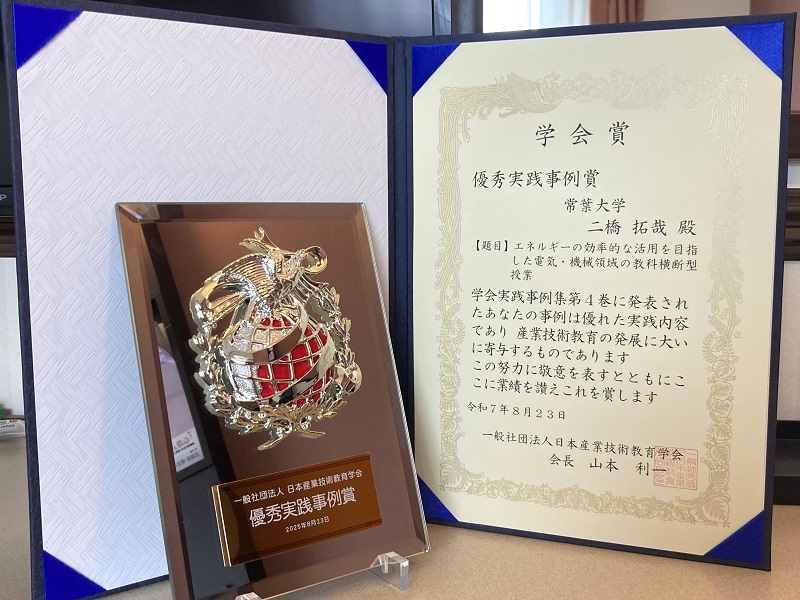 学会賞
優秀実践事例賞
常葉大学
二橋 拓哉 殿
【題目】エネルギーの効率的な活用を目指
した電気・機械領域の教科横断型
授業
学会実践事例集第4巻に発表され
たあなたの事例は優れた実践内容
であり 産業技術教育の発展に大い
に寄与するものであります
この努力に敬意を表すとともにこ
こに業績を讃えこれを賞します
令和7年8月23日
一般社団法人日本産業技術教育学会
会長 山本 利一
一般社団法人 日本産業技術教育学会
優秀実践事例賞
2025年8月23日